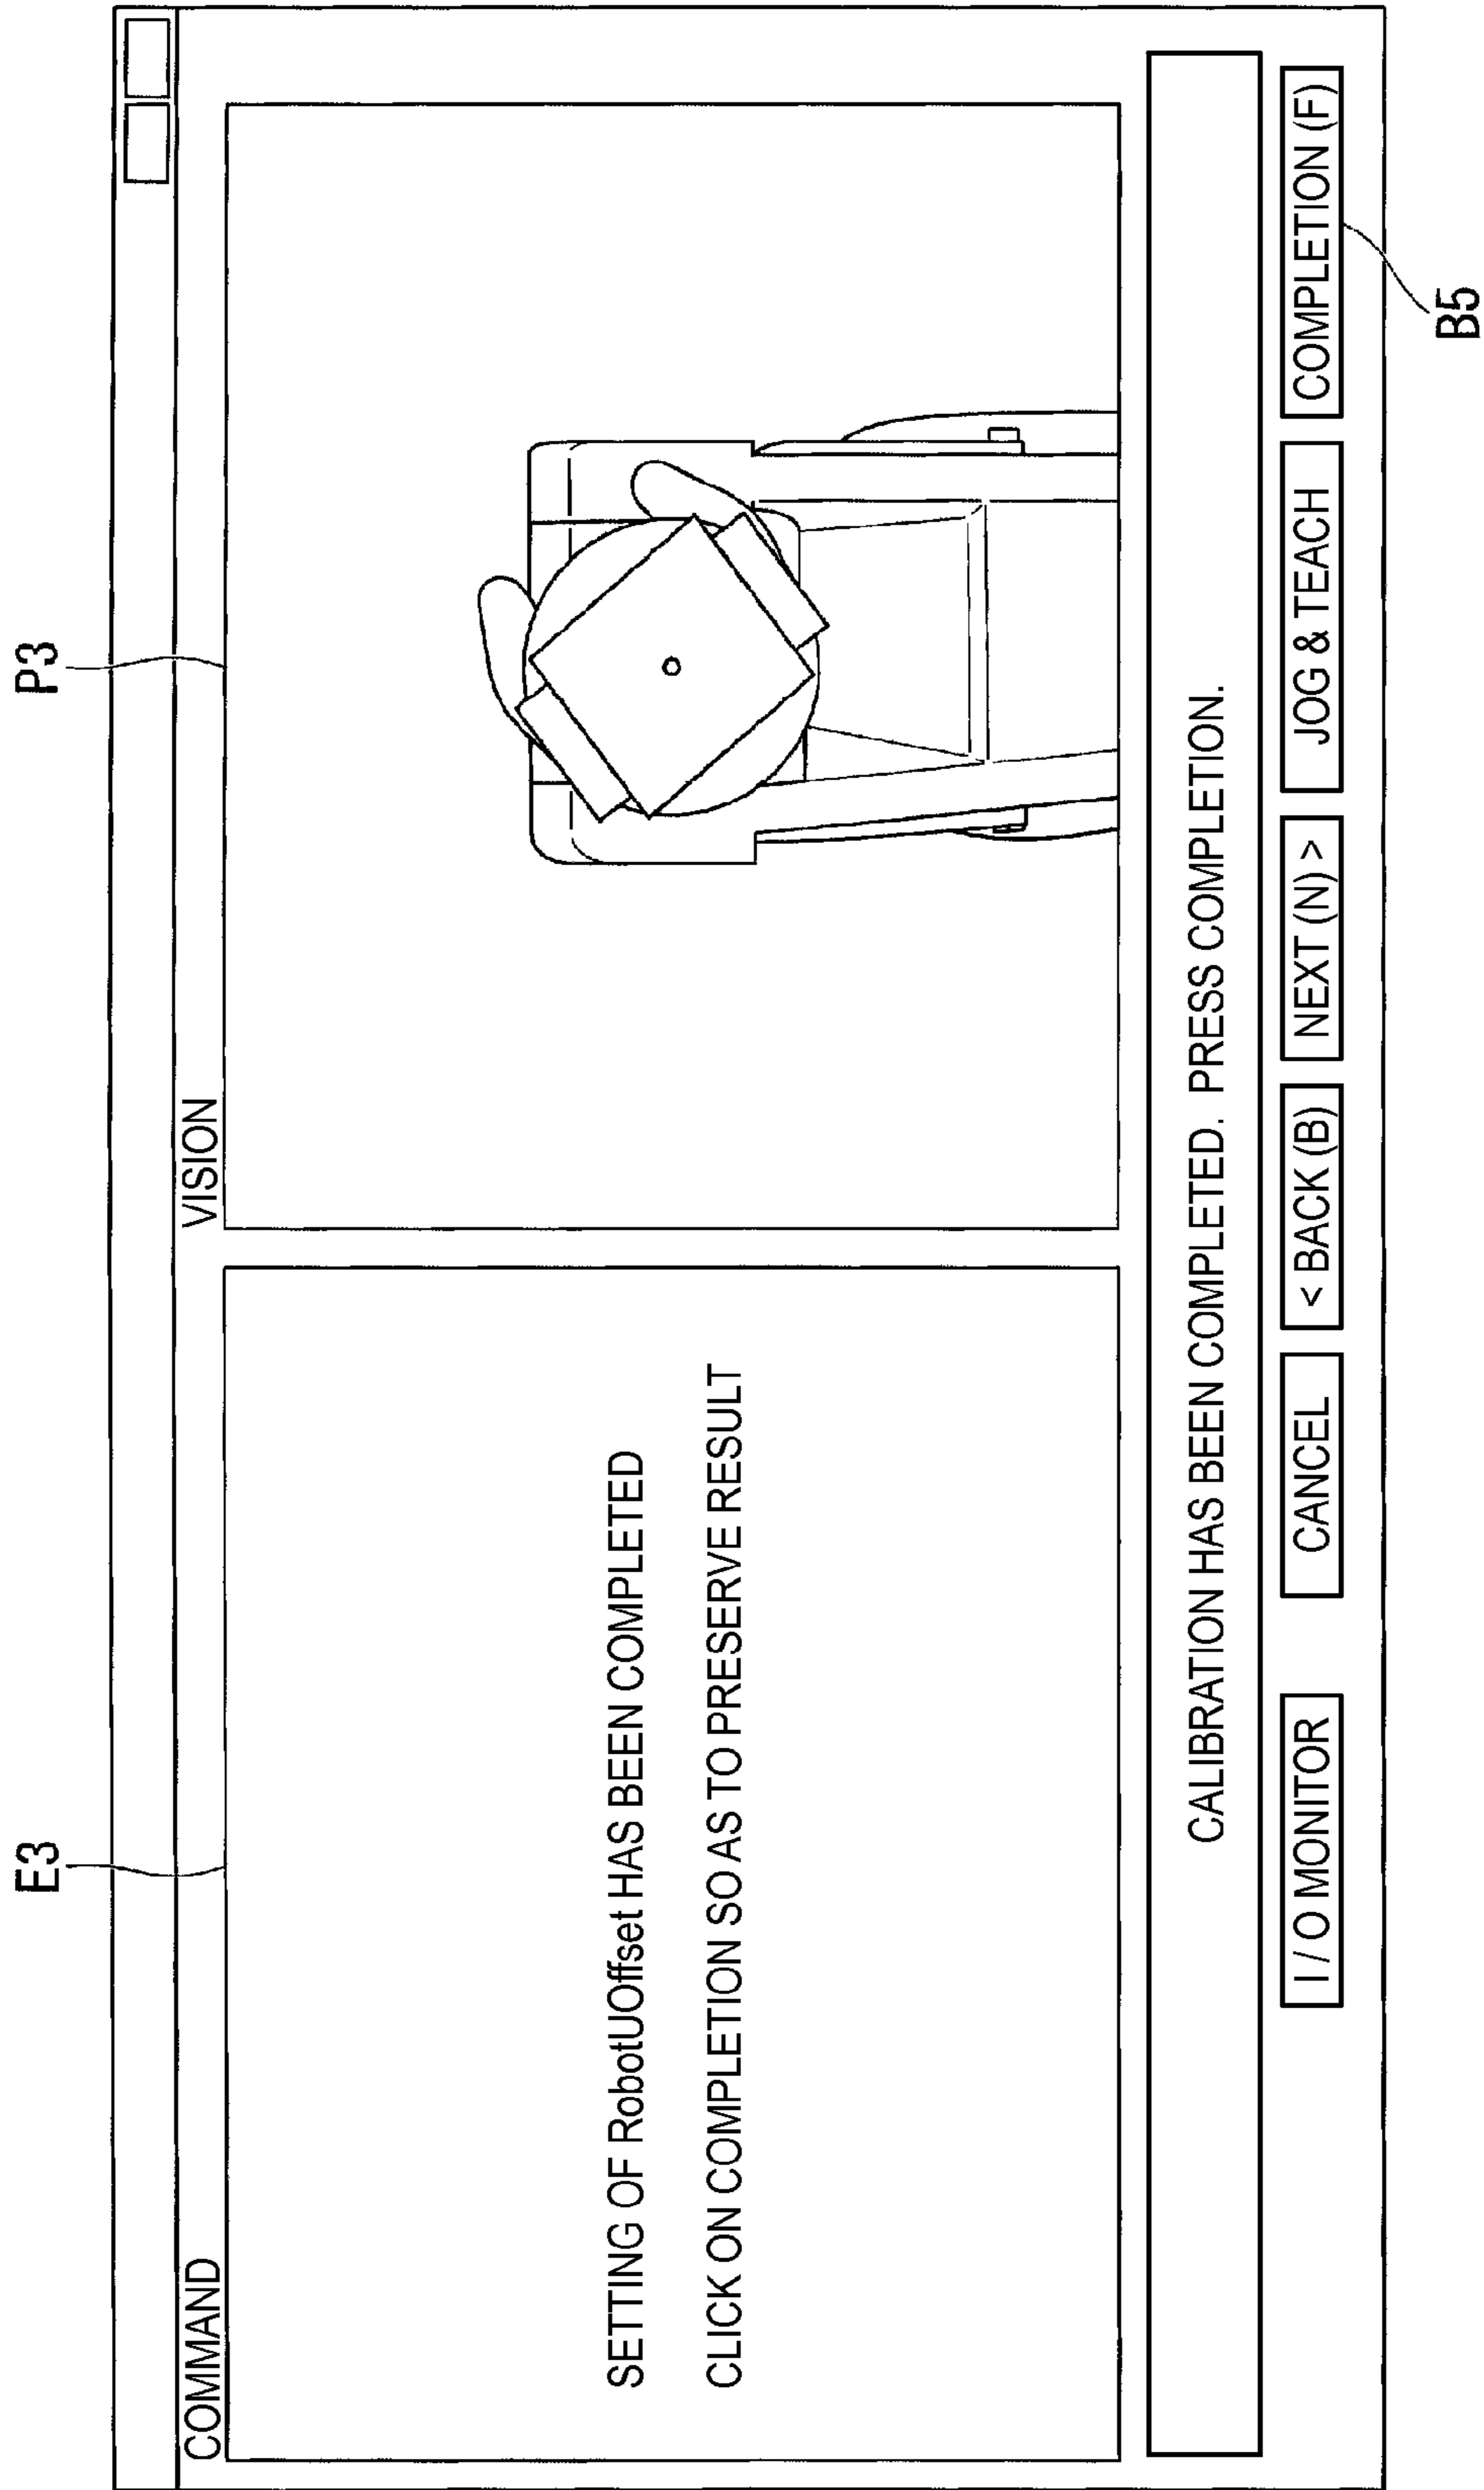 E3
P3
COMMAND
VISION
SETTING OF RobotUOffset HAS BEEN COMPLETED
CLICK ON COMPLETION SO AS TO PRESERVE RESULT
CALIBRATION HAS BEEN COMPLETED. PRESS COMPLETION.
I / O MONITOR
CANCEL
< BACK (B)
NEXT (N) >
JOG & TEACH
COMPLETION (F)
B5